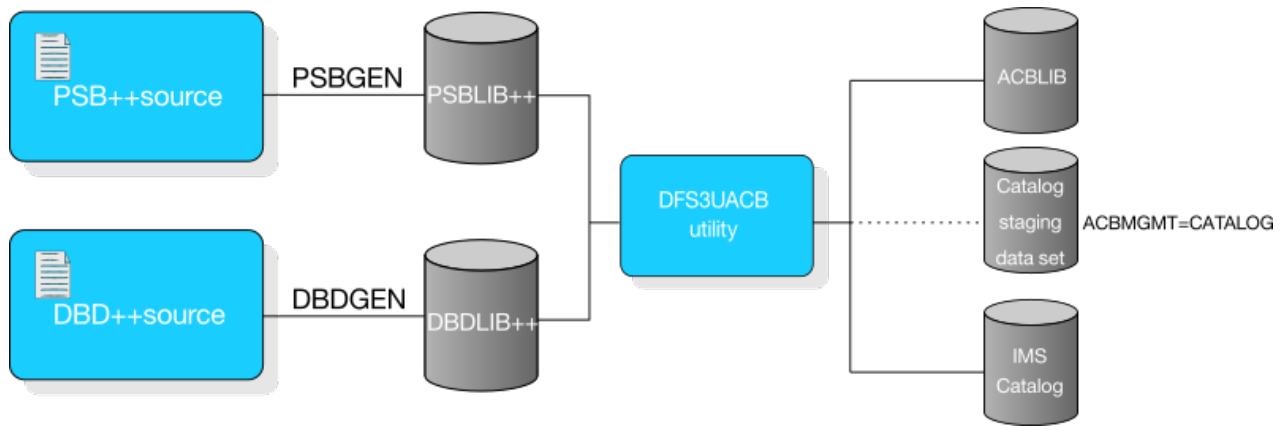 PSB++source
PSBGEN
PSBLIB++
DBD++source
DBDGEN
DBDLIB++
DFS3UACB
utility
ACBLIB
Catalog
staging
data set
ACBMGMT=CATALOG
IMS
Catalog